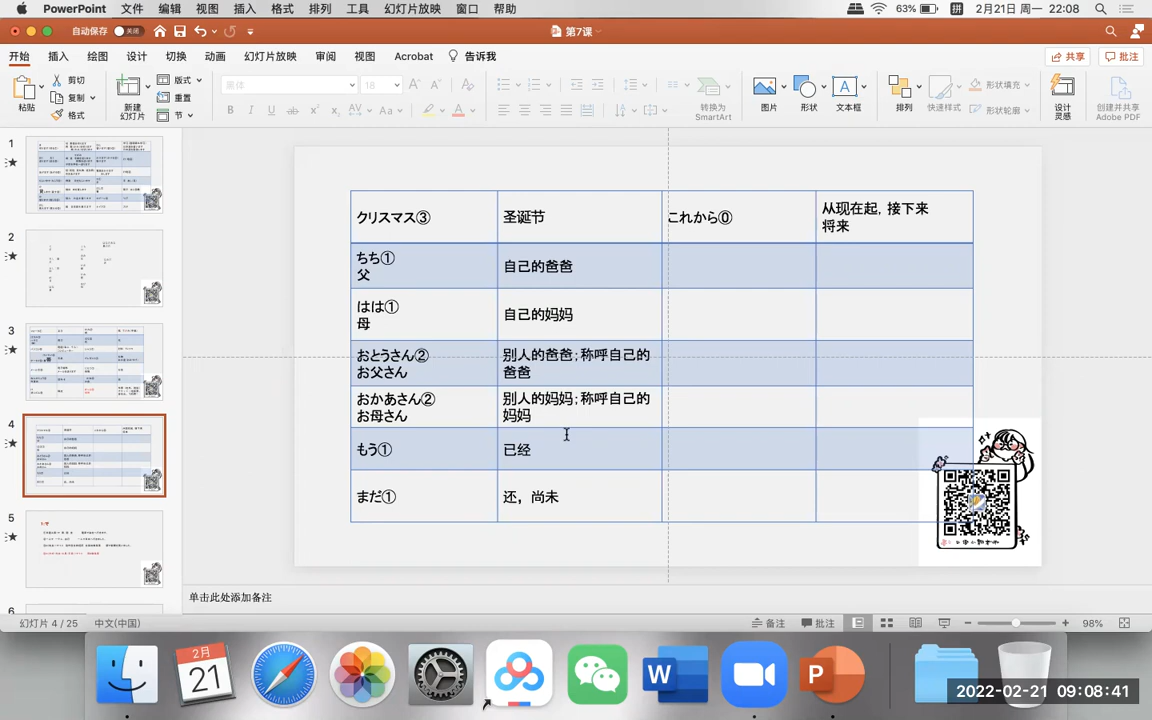 PowerPoint 文件 编辑 视图 插入 格式 排列 工具 幻灯片放映 窗口 帮助 63% 拼 2月21日 周一 22:08
自动保存 关闭 第7课
开始 插入 绘图 设计 切换 动画 幻灯片放映 审阅 视图 Acrobat 告诉我 共享 批注
粘贴 剪切 复制 格式 新建幻灯片 版式 重置 节 黑体 18 转换为 SmartArt 图片 形状 文本框 排列 快速样式 形状填充 形状轮廓 设计灵感 创建并共享 Adobe PDF
1
2
3
4
5
6
クリスマス③ 圣诞节 これから⓪ 从现在起, 接下来
将来
ちち①
父
自己的爸爸
はは①
母
自己的妈妈
おとうさん②
お父さん
别人的爸爸;称呼自己的
爸爸
おかあさん②
お母さん
别人的妈妈;称呼自己的
妈妈
もう① 已经
まだ① 还，尚未
单击此处添加备注
幻灯片 4 / 25 中文(中国) 备注 批注 98%
2月
21
W
P
2022-02-21 09:08:41